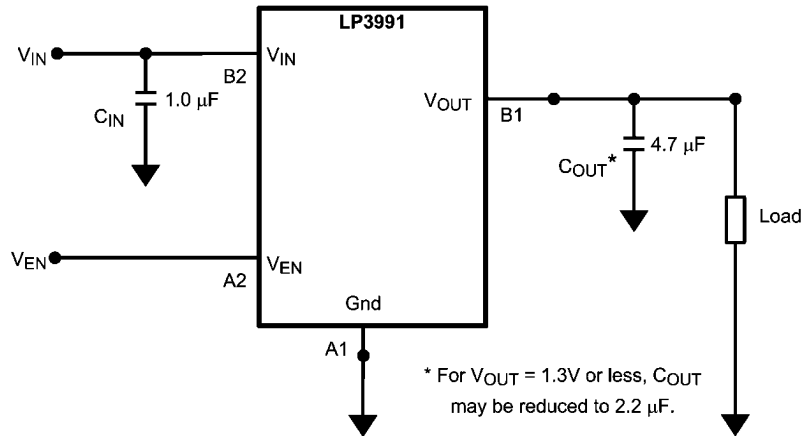 LP3991
V_IN
V_IN
B2
1.0 μF
C_IN
V_OUT
B1
4.7 μF
C_OUT*
Load
V_EN
V_EN
A2
Gnd
A1
* For V_OUT = 1.3V or less, C_OUT
may be reduced to 2.2 μF.